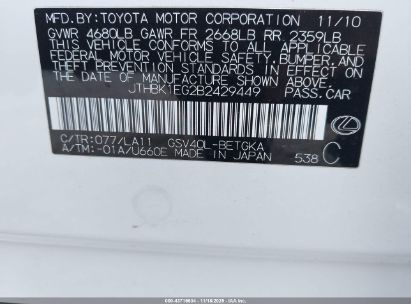 MFD.BY:TOYOTA MOTOR CORPORATION 11/10
GVWR 4680LB GAWR FR 2668LB RR 2359LB
THIS VEHICLE CONFORMS TO ALL APPLICABLE
FEDERAL MOTOR VEHICLE SAFETY,BUMPER,AND
THEFT PREVENTION STANDARDS IN EFFECT ON
THE DATE OF MANUFACTURE SHOWN ABOVE.
JTHBK1EG2B2429449 PASS.CAR
C/TR:077/LA11 GSV40L-BETGKA
A/TM:-01A/U660E MADE IN JAPAN 538 C